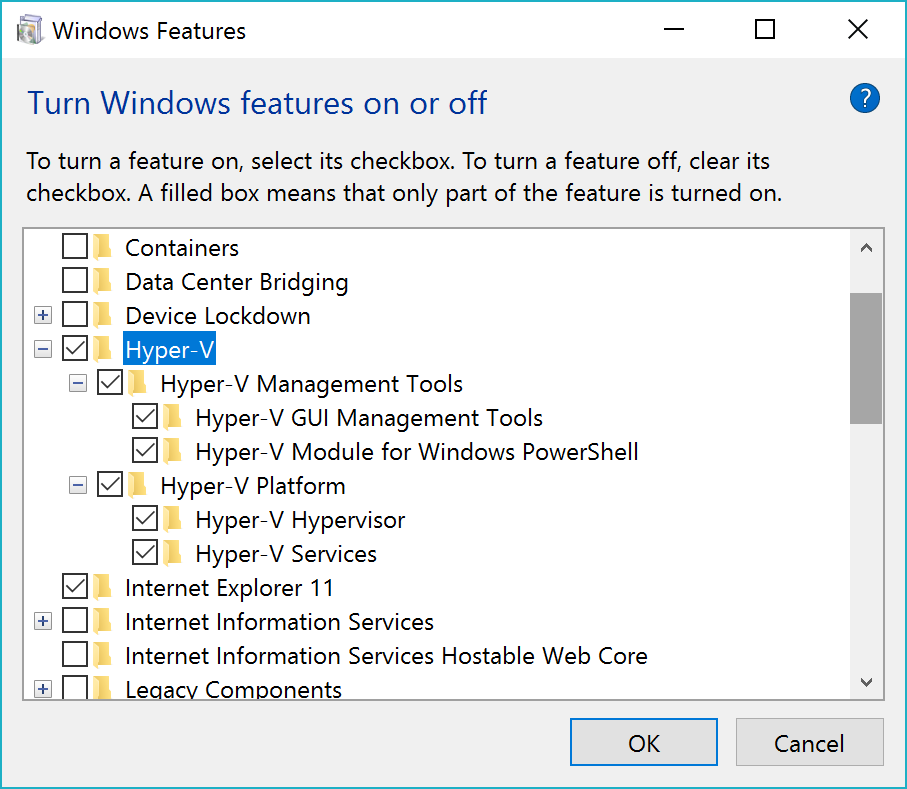 Windows Features
Turn Windows features on or off
?
To turn a feature on, select its checkbox. To turn a feature off, clear its
checkbox. A filled box means that only part of the feature is turned on.
Containers
Data Center Bridging
Device Lockdown
Hyper-V
Hyper-V Management Tools
Hyper-V GUI Management Tools
Hyper-V Module for Windows PowerShell
Hyper-V Platform
Hyper-V Hypervisor
Hyper-V Services
Internet Explorer 11
Internet Information Services
Internet Information Services Hostable Web Core
Legacy Components
OK Cancel